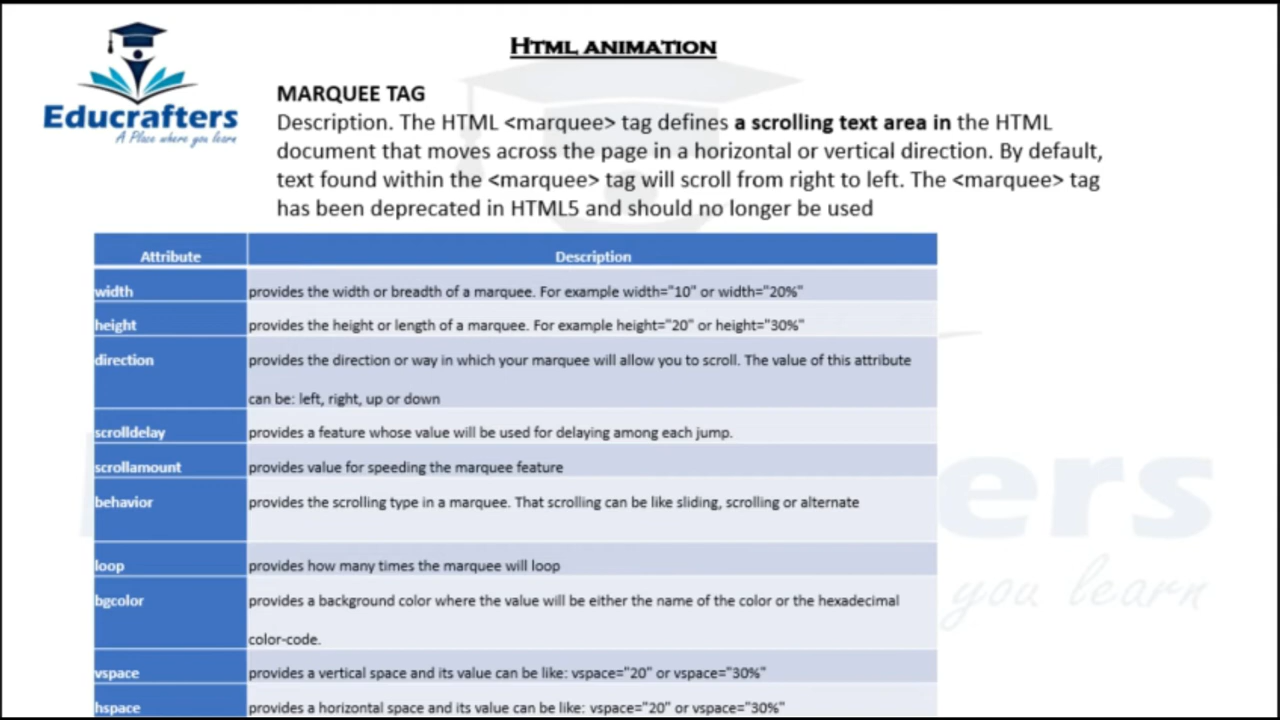 Educrafters
A Place where you learn
HTML ANIMATION
MARQUEE TAG
Description. The HTML <marquee> tag defines a scrolling text area in the HTML
document that moves across the page in a horizontal or vertical direction. By default,
text found within the <marquee> tag will scroll from right to left. The <marquee> tag
has been deprecated in HTML5 and should no longer be used
Attribute Description
width provides the width or breadth of a marquee. For example width="10" or width="20%"
height provides the height or length of a marquee. For example height="20" or height="30%"
direction provides the direction or way in which your marquee will allow you to scroll. The value of this attribute
can be: left, right, up or down
scrolldelay provides a feature whose value will be used for delaying among each jump.
scrollamount provides value for speeding the marquee feature
behavior provides the scrolling type in a marquee. That scrolling can be like sliding, scrolling or alternate
loop provides how many times the marquee will loop
bgcolor provides a background color where the value will be either the name of the color or the hexadecimal
color-code.
vspace provides a vertical space and its value can be like: vspace="20" or vspace="30%"
hspace provides a horizontal space and its value can be like: vspace="20" or vspace="30%"
ers
you learn